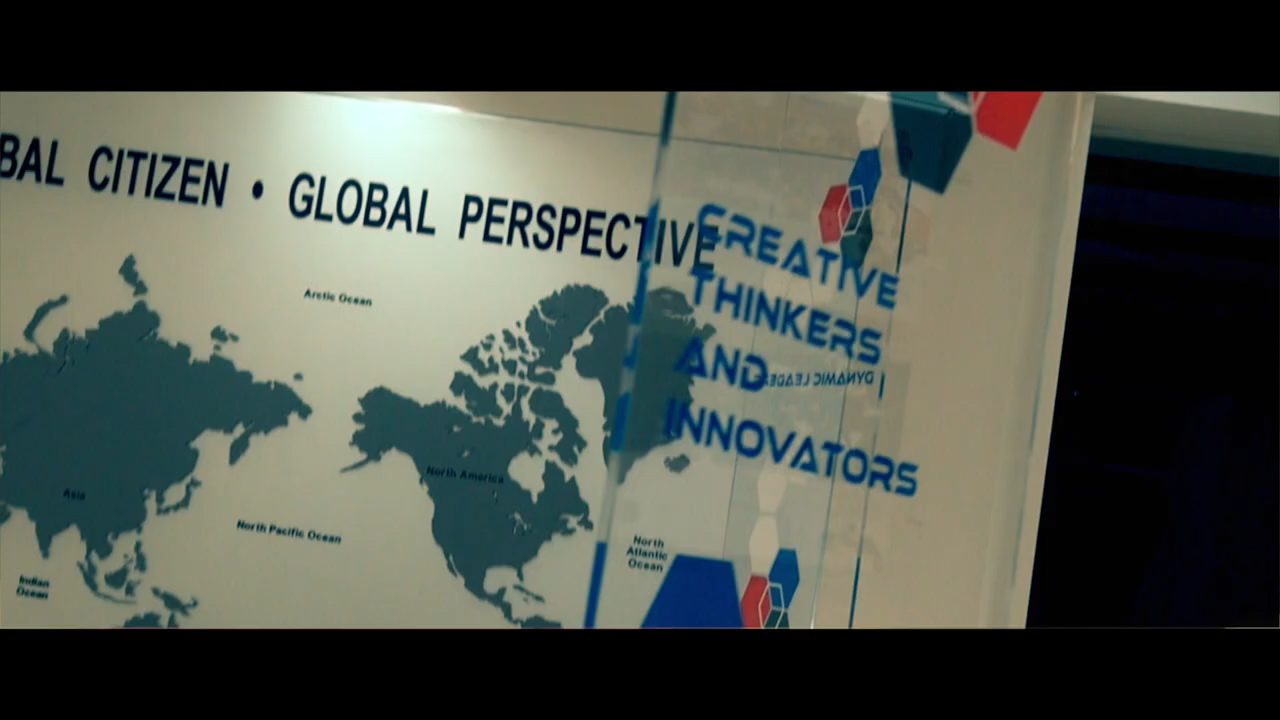 BAL CITIZEN • GLOBAL PERSPECTIVE
CREATIVE
THINKERS
AND
INNOVATORS
DYNAMIC
Arctic Ocean
North America
Asia
North Pacific Ocean
North
Atlantic
Ocean
Indian
Ocean